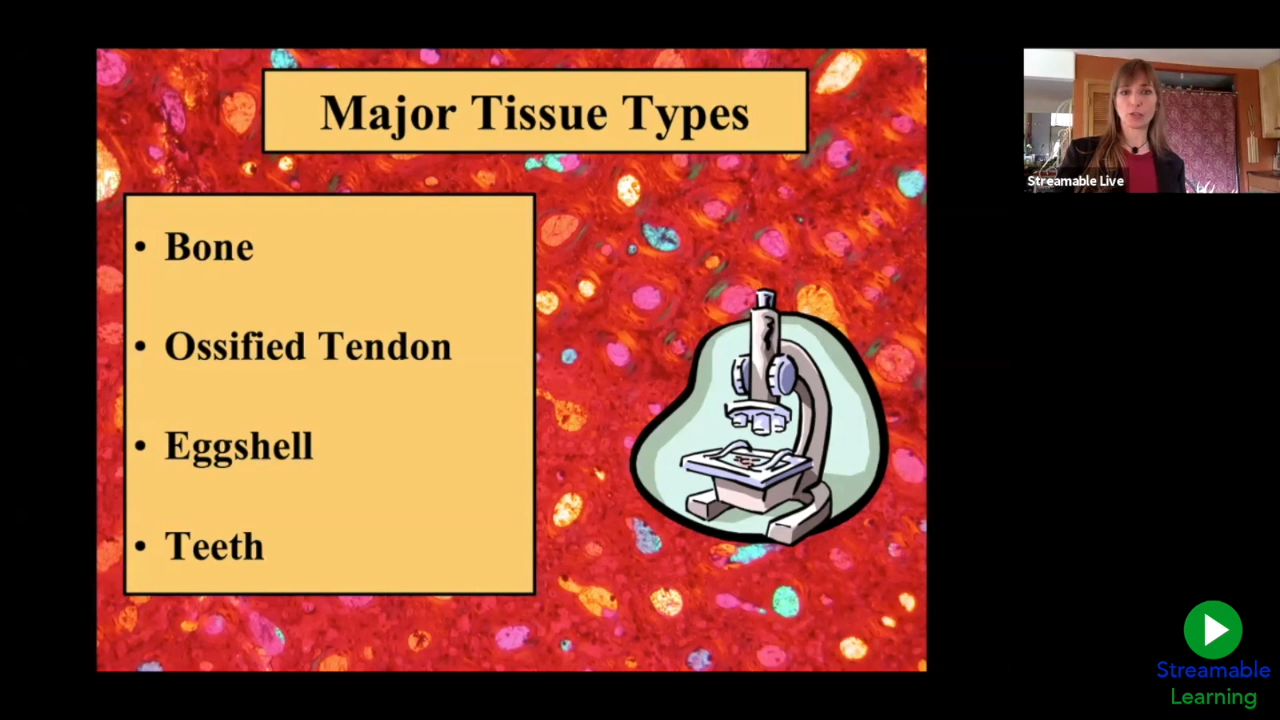 Major Tissue Types
• Bone
• Ossified Tendon
• Eggshell
• Teeth
Streamable Live
Streamable
Learning